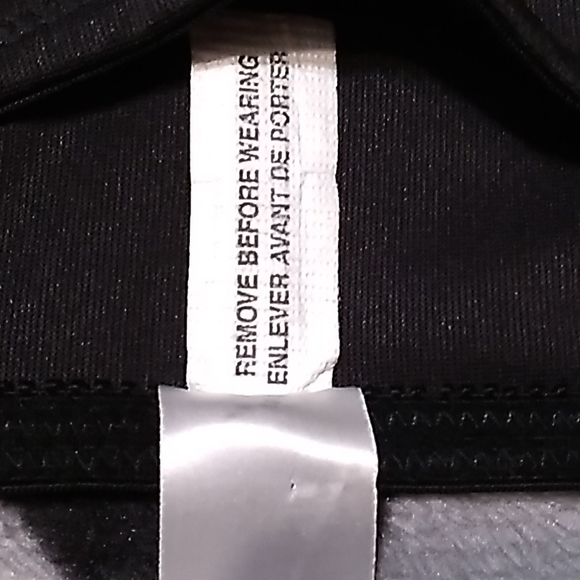 REMOVE BEFORE WEARING
ENLEVER AVANT DE PORTER